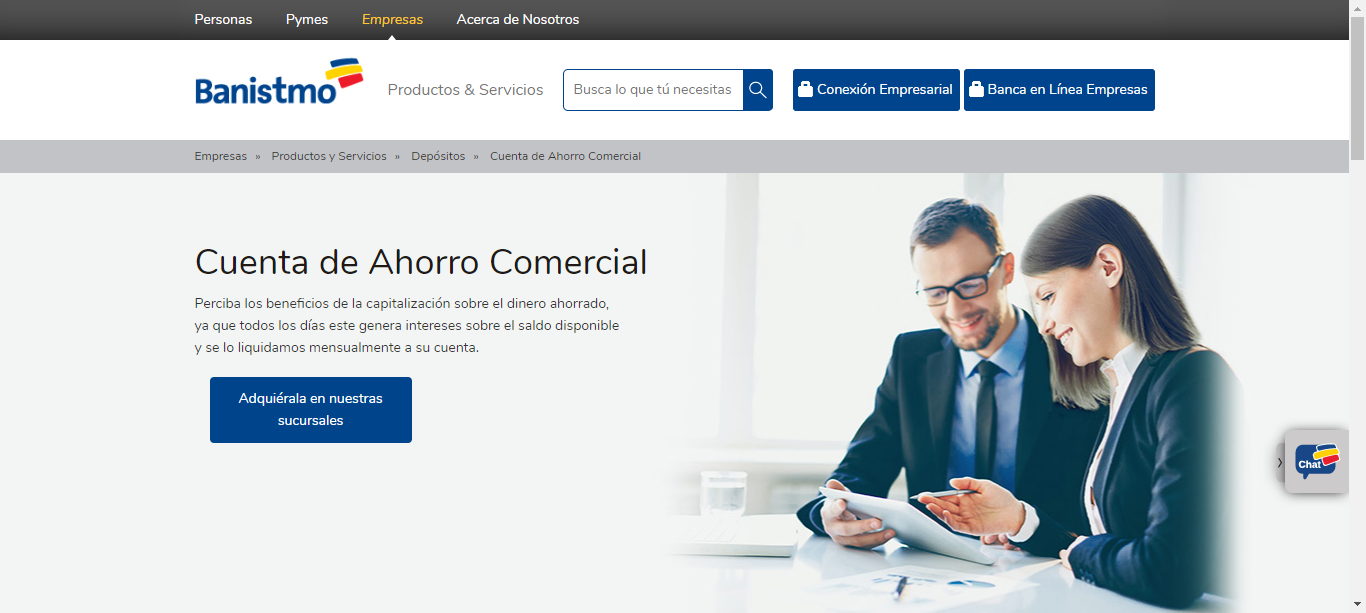 Personas Pymes Empresas Acerca de Nosotros
Banistmo Productos & Servicios Busca lo que tú necesitas Conexión Empresarial Banca en Línea Empresas
Empresas » Productos y Servicios » Depósitos » Cuenta de Ahorro Comercial
Cuenta de Ahorro Comercial
Perciba los beneficios de la capitalización sobre el dinero ahorrado,
ya que todos los días este genera intereses sobre el saldo disponible
y se lo liquidamos mensualmente a su cuenta.
Adquiérala en nuestras
sucursales
Chat